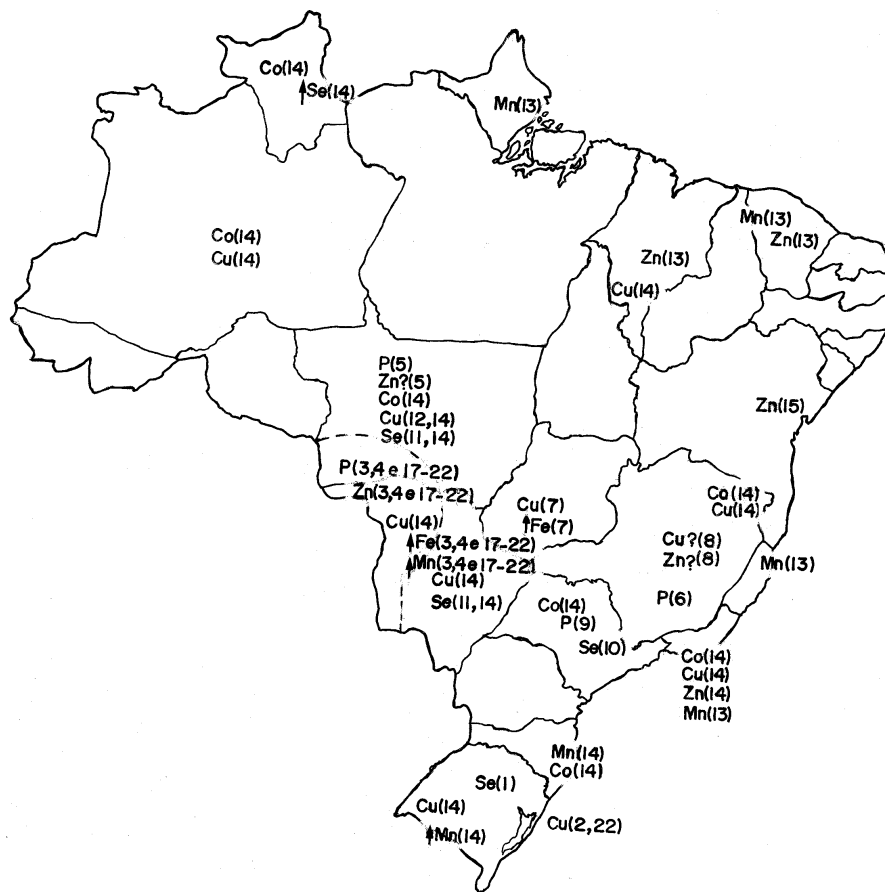 Co(14)
Se(14)
Mn(13)
Mn(13)
Zn(13)
Co(14)
Cu(14)
Zn(13)
Cu(14)
P(5)
Zn?(5)
Co(14)
Cu(12,14)
Se(11,14)
Zn(15)
P(3,4 e 17-22)
Zn(3,4 e 17-22)
Cu(14)
Fe(3,4 e 17-22)
Mn(3,4 e 17-22)
Cu(14)
Se(11,14)
Cu(7)
Fe(7)
Co(14)
Cu(14)
Cu?(8)
Zn?(8)
P(6)
Mn(13)
Co(14)
P(9)
Se(10)
Co(14)
Cu(14)
Zn(14)
Mn(13)
Mn(14)
Co(14)
Se(1)
Cu(14)
Mn(14)
Cu(2,22)